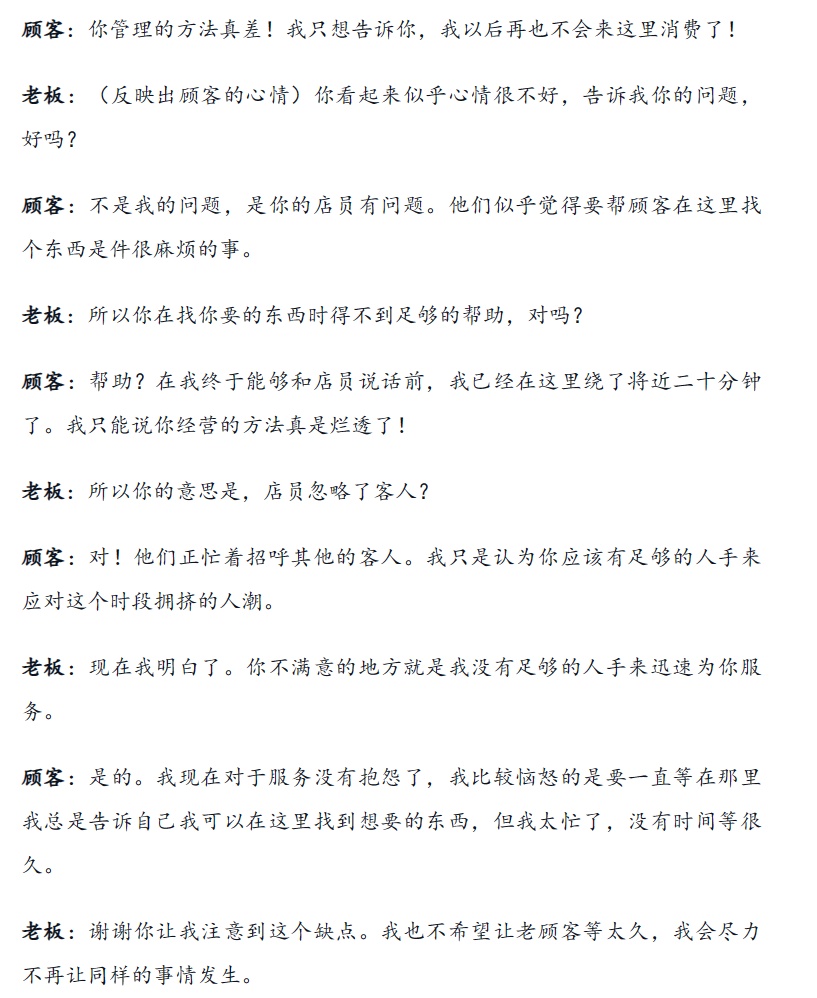 顾客：你管理的方法真差！我只想告诉你，我以后再也不会来这里消费了！
老板：（反映出顾客的心情）你看起来似乎心情很不好，告诉我你的问题，
好吗？
顾客：不是我的问题，是你的店员有问题。他们似乎觉得要帮顾客在这里找
个东西是件很麻烦的事。
老板：所以你在找你要的东西时得不到足够的帮助，对吗？
顾客：帮助？在我终于能够和店员说话前，我已经在这里绕了将近二十分钟
了。我只能说你经营的方法真是烂透了！
老板：所以你的意思是，店员忽略了客人？
顾客：对！他们正忙着招呼其他的客人。我只是认为你应该有足够的人手来
应对这个时段拥挤的人潮。
老板：现在我明白了。你不满意的地方就是我没有足够的人手来迅速为你服
务。
顾客：是的。我现在对于服务没有抱怨了，我比较恼怒的是要一直等在那里
我总是告诉自己我可以在这里找到想要的东西，但我太忙了，没有时间等很
久。
老板：谢谢你让我注意到这个缺点。我也不希望让老顾客等太久，我会尽力
不再让同样的事情发生。